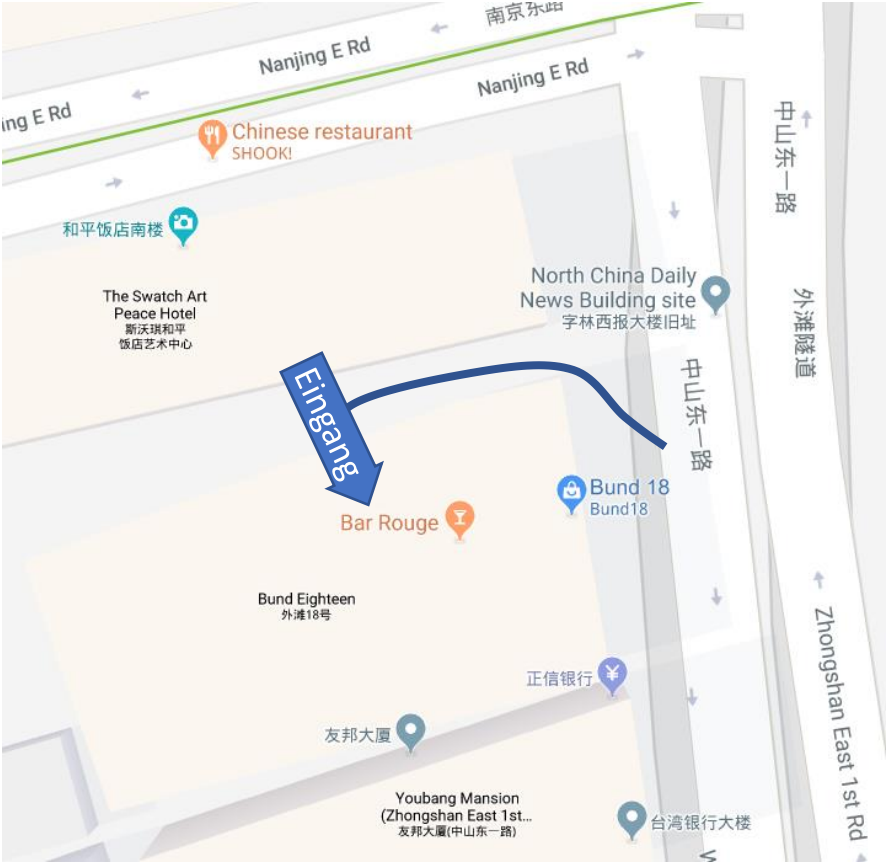 南京东路
Nanjing E Rd
Nanjing E Rd
ing E Rd
Chinese restaurant
SHOOK!
中山东一路
和平饭店南楼
North China Daily
News Building site
字林西报大楼旧址
The Swatch Art
Peace Hotel
斯沃琪和平
饭店艺术中心
外滩隧道
中山东一路
Eingang
Bund 18
Bund18
Bar Rouge
Bund Eighteen
外滩18号
Zhongshan East 1st Rd
正信银行
友邦大厦
Youbang Mansion
(Zhongshan East 1st...
友邦大厦(中山东一路)
台湾银行大楼